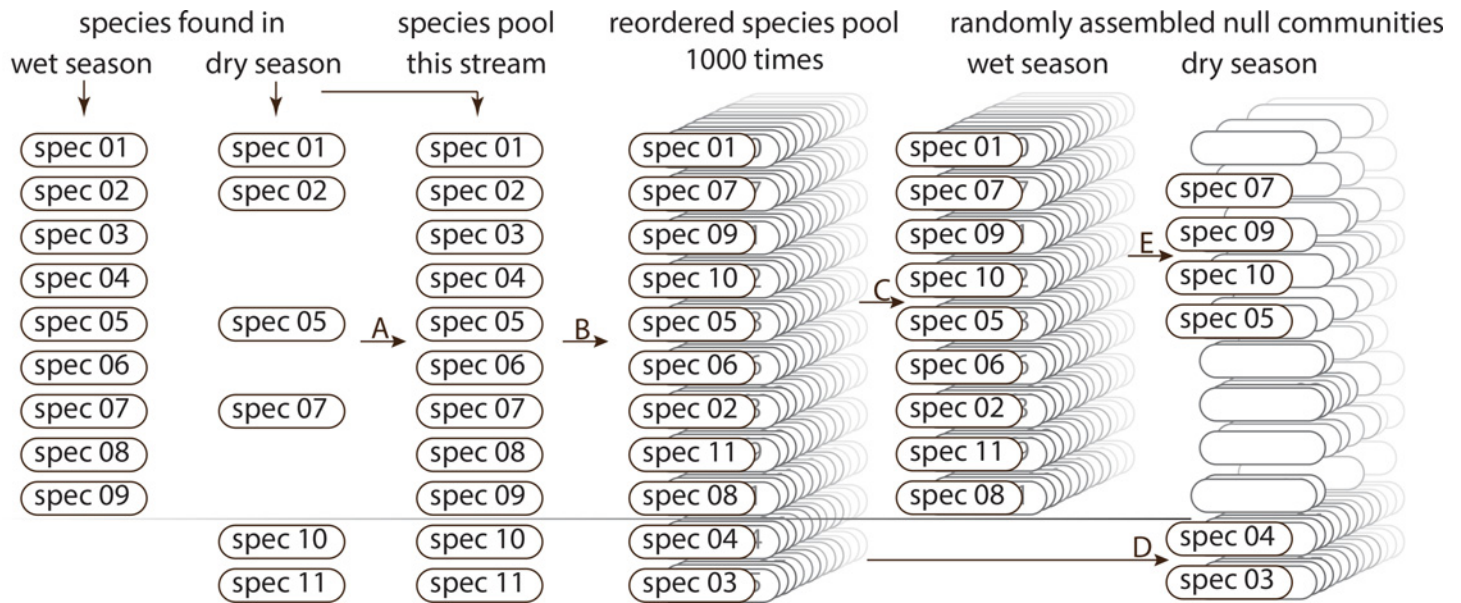 species found in species pool reordered species pool randomly assembled null communities
wet season dry season this stream 1000 times wet season dry season
spec 01 spec 01 spec 01 spec 01 spec 01
spec 02 spec 02 spec 02 spec 07 spec 07 spec 07
spec 03 spec 03 spec 09 spec 09 spec 09
E
spec 04 spec 04 spec 10 spec 10 spec 10
C
spec 05 spec 05 A spec 05 B spec 05 spec 05 spec 05
spec 06 spec 06 spec 06 spec 06
spec 07 spec 07 spec 07 spec 02 spec 02
spec 08 spec 08 spec 11 spec 11
spec 09 spec 09 spec 08 spec 08
spec 10 spec 10 spec 04 D spec 04
spec 11 spec 11 spec 03 spec 03